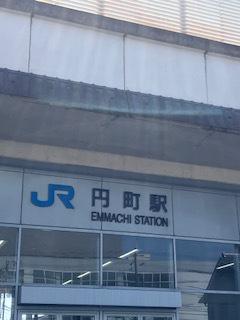 JR 円町駅
EMMACHI STATION